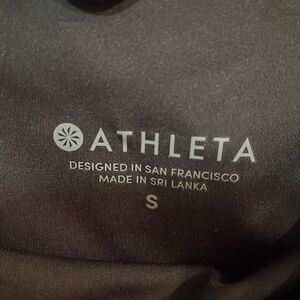 ATHLETA
DESIGNED IN SAN FRANCISCO
MADE IN SRI LANKA
S